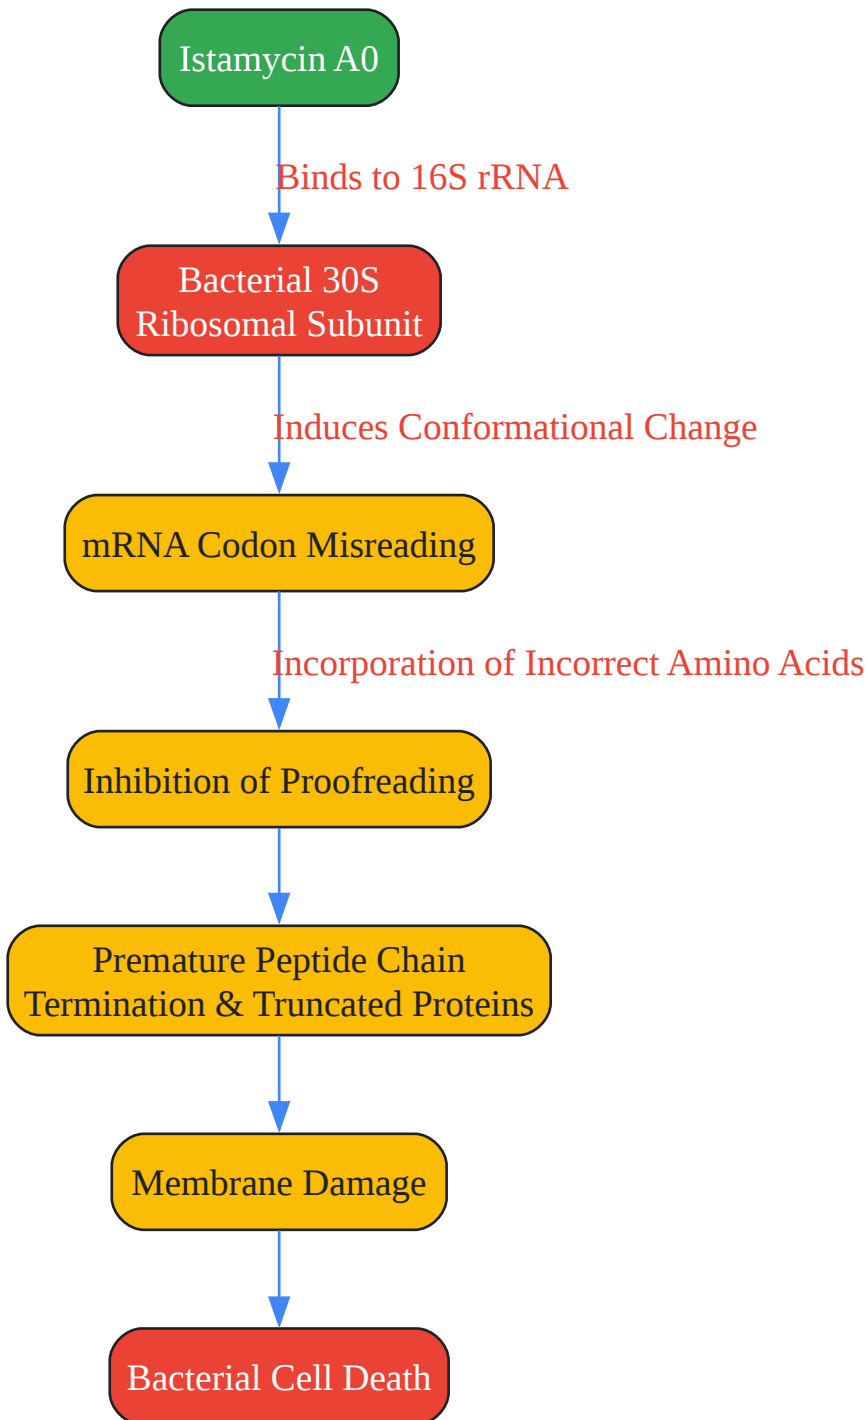 Istamycin A0
Binds to 16S rRNA
Bacterial 30S
Ribosomal Subunit
Induces Conformational Change
mRNA Codon Misreading
Incorporation of Incorrect Amino Acids
Inhibition of Proofreading
Premature Peptide Chain
Termination & Truncated Proteins
Membrane Damage
Bacterial Cell Death